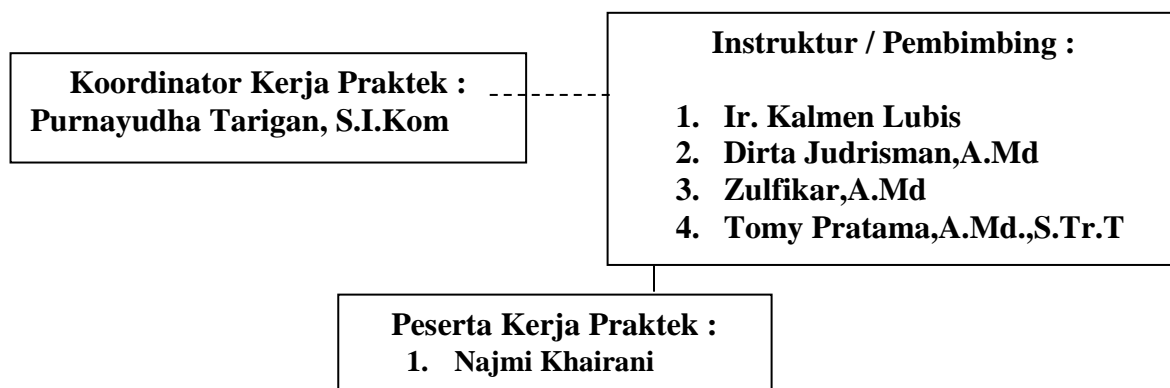 Koordinator Kerja Praktek :
Purnayudha Tarigan, S.I.Kom
Instruktur / Pembimbing :
1. Ir. Kalmen Lubis
2. Dirta Judrisman,A.Md
3. Zulfikar,A.Md
4. Tomy Pratama,A.Md.,S.Tr.T
Peserta Kerja Praktek :
1. Najmi Khairani